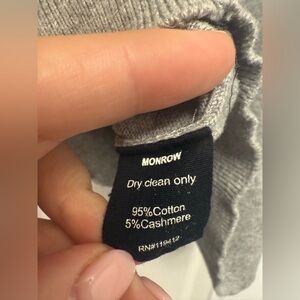 MONROW
Dry clean only
95%Cotton
5%Cashmere
RN#119412